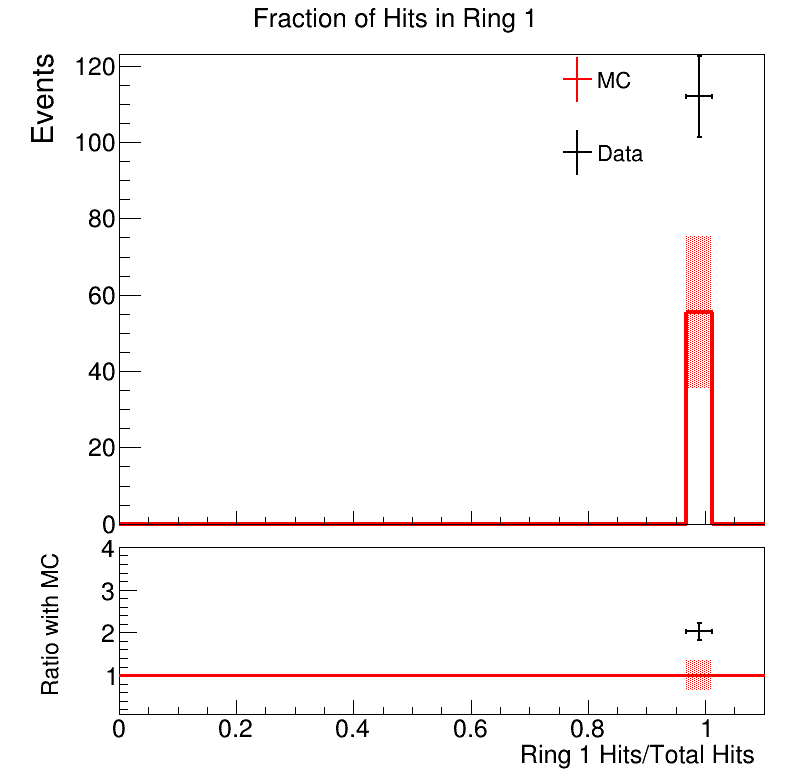 Fraction of Hits in Ring 1
Events
120
100
80
60
40
20
0
MC
Data
Ratio with MC
4
3
2
1
0 0.2 0.4 0.6 0.8 1
Ring 1 Hits/Total Hits